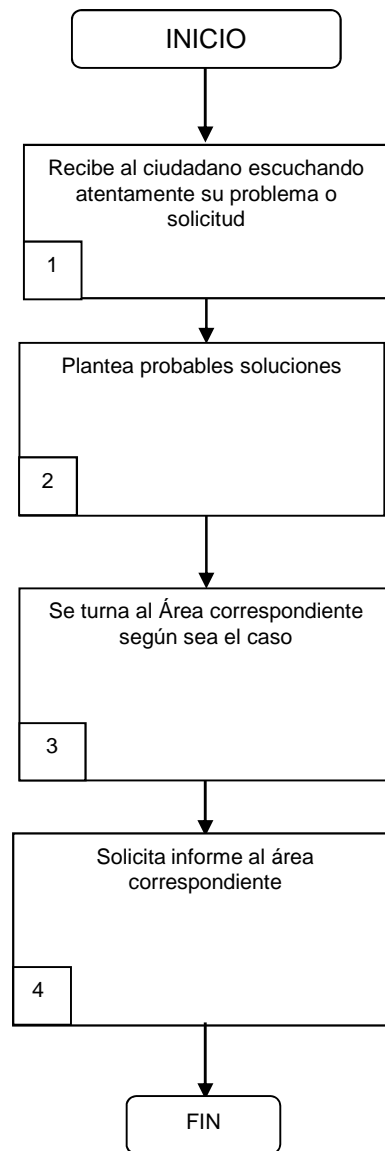 INICIO
Recibe al ciudadano escuchando
atentamente su problema o
solicitud
1
Plantea probables soluciones
2
Se turna al Área correspondiente
según sea el caso
3
Solicita informe al área
correspondiente
4
FIN